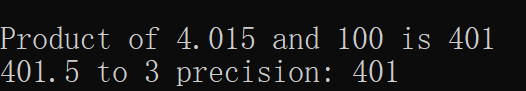 Product of 4.015 and 100 is 401
401.5 to 3 precision: 401